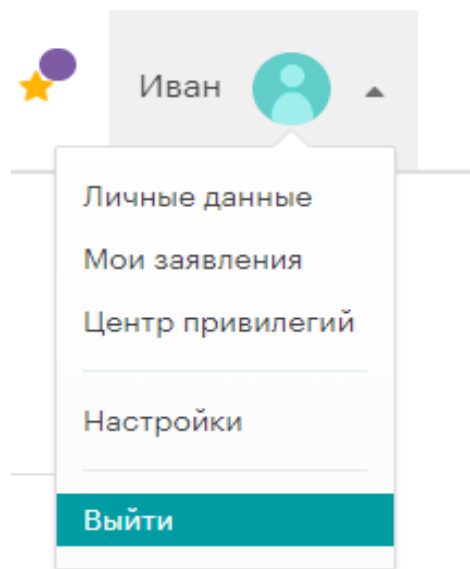 Иван
Личные данные
Мои заявления
Центр привилегий
Настройки
Выйти